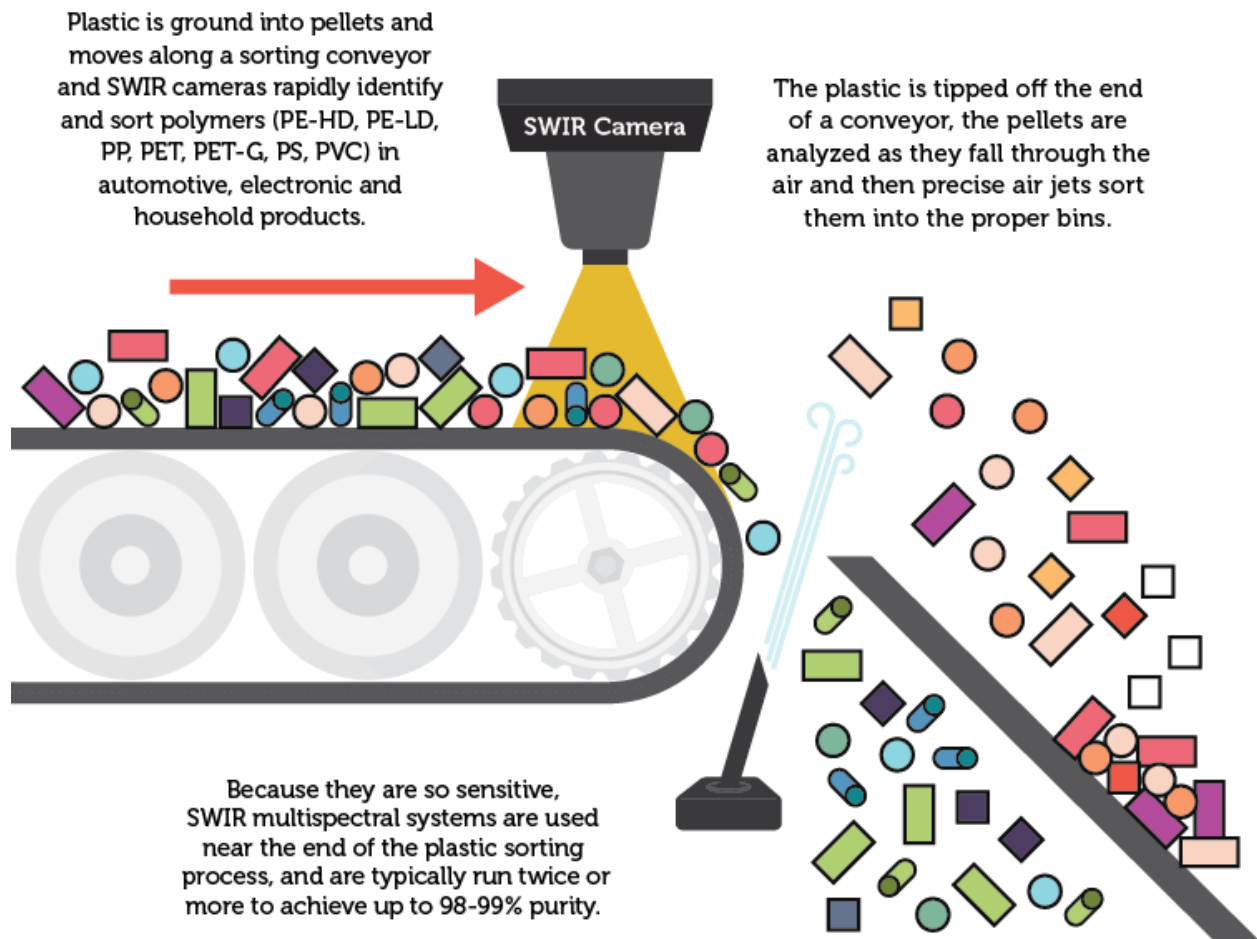 Plastic is ground into pellets and
moves along a sorting conveyor
and SWIR cameras rapidly identify
and sort polymers (PE-HD, PE-LD,
PP, PET, PET-G, PS, PVC) in
automotive, electronic and
household products.
SWIR Camera
The plastic is tipped off the end
of a conveyor, the pellets are
analyzed as they fall through the
air and then precise air jets sort
them into the proper bins.
Because they are so sensitive,
SWIR multispectral systems are used
near the end of the plastic sorting
process, and are typically run twice or
more to achieve up to 98-99% purity.